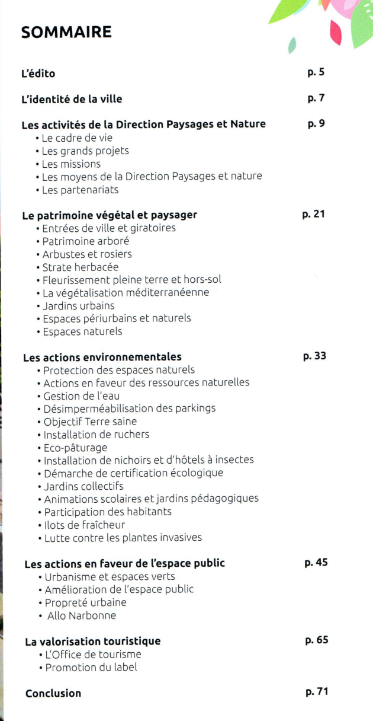 SOMMAIRE
L'édito p. 5
L'identité de la ville p. 7
Les activités de la Direction Paysages et Nature p. 9
• Le cadre de vie
• Les grands projets
• Les missions
• Les moyens de la Direction Paysages et nature
• Les partenariats
Le patrimoine végétal et paysager p. 21
• Entrées de ville et giratoires
• Patrimoine arboré
• Arbustes et rosiers
• Strate herbacée
• Fleurissement pleine terre et hors-sol
• La végétalisation méditerranéenne
• Jardins urbains
• Espaces périurbains et naturels
• Espaces naturels
Les actions environnementales p. 33
• Protection des espaces naturels
• Actions en faveur des ressources naturelles
• Gestion de l'eau
• Désimperméabilisation des parkings
• Objectif Terre saine
• Installation de ruchers
• Eco-pâturage
• Installation de nichoirs et d'hôtels à insectes
• Démarche de certification écologique
• Jardins collectifs
• Animations scolaires et jardins pédagogiques
• Participation des habitants
• Ilots de fraîcheur
• Lutte contre les plantes invasives
Les actions en faveur de l'espace public p. 45
• Urbanisme et espaces verts
• Amélioration de l'espace public
• Propreté urbaine
• Allo Narbonne
La valorisation touristique p. 65
• L'Office de tourisme
• Promotion du label
Conclusion p. 71